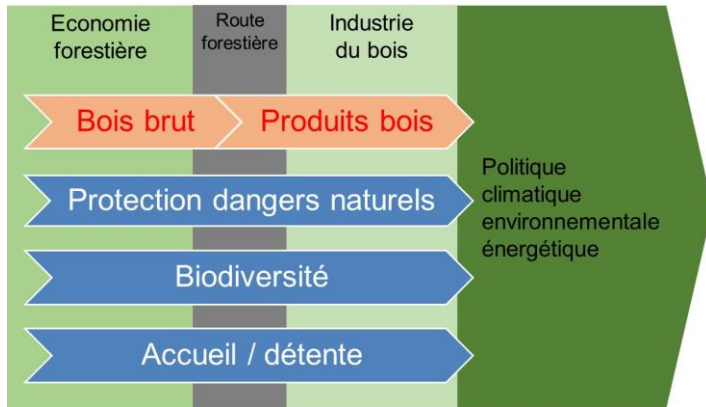 Economie
forestière
Route
forestière
Industrie
du bois
Bois brut
Produits bois
Protection dangers naturels
Biodiversité
Accueil / détente
Politique
climatique
environnementale
énergétique